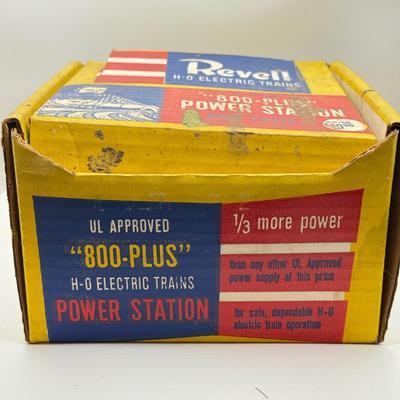 Revell
H-O ELECTRIC TRAINS
"800-PLUS"
POWER STATION
UL APPROVED
"800-PLUS"
H-O ELECTRIC TRAINS
POWER STATION
1/3 more power
than any other UL Approved
power supply at this price
for safe, dependable H-O
electric train operation